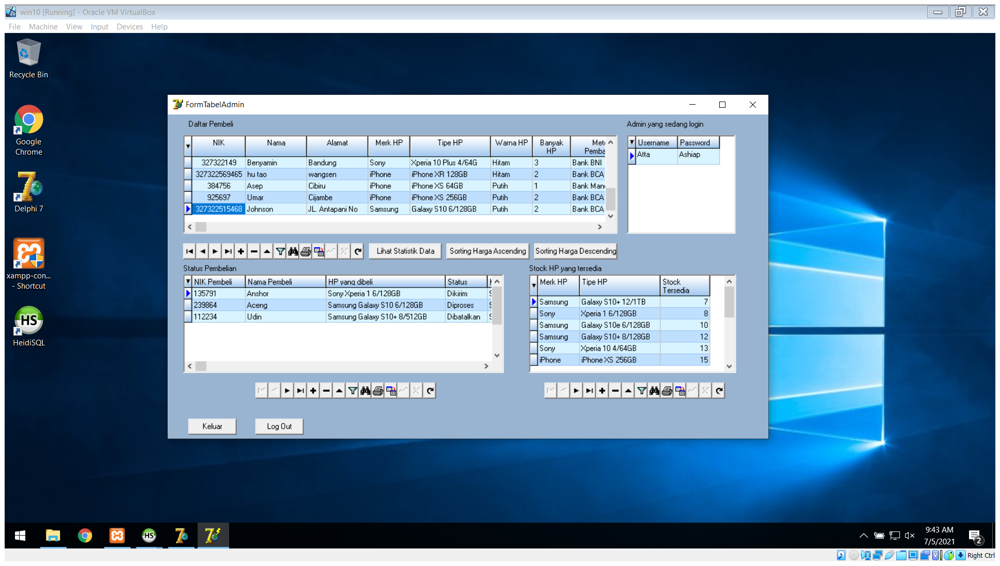 win10 [Running] - Oracle VM VirtualBox
File Machine View Input Devices Help
Recycle Bin
Google
Chrome
Delphi 7
xampp-con...
- Shortcut
HS
HeidiSQL
FormTabelAdmin
Daftar Pembeli
NIK Nama Alamat Merk HP Tipe HP Warna HP Banyak HP Met Pemba
327322149 Benyamin Bandung Sony Xperia 10 Plus 4/64G Hitam 3 Bank BNI
327322569465 hu tao wangsen iPhone iPhone XR 128GB Hitam 2 Bank BCA
384756 Asep Cibiru iPhone iPhone XS 64GB Putih 1 Bank Man
925697 Umar Cijambe iPhone iPhone XS 256GB Putih 2 Bank BCA
327322515468 Johnson JL. Antapani No Samsung Galaxy S10 6/128GB Putih 2 Bank BCA
Admin yang sedang login
Username Password
Atta Ashiap
Lihat Statistik Data Sorting Harga Ascending Sorting Harga Descending
Status Pembelian
NIK Pembeli Nama Pembeli HP yang dibeli Status
135791 Anshor Sony Xperia 1 6/128GB Dikirim
239864 Aceng Samsung Galaxy S10 6/128GB Diproses
112234 Udin Samsung Galaxy S10+ 8/512GB Dibatalkan
Stock HP yang tersedia
Merk HP Tipe HP Stock Tersedia
Samsung Galaxy S10+ 12/1TB 7
Sony Xperia 1 6/128GB 8
Samsung Galaxy S10e 6/128GB 10
Samsung Galaxy S10+ 8/128GB 12
Sony Xperia 10 4/64GB 13
iPhone iPhone XS 256GB 15
Keluar Log Out
HS
9:43 AM
7/5/2021
2
Right Ctrl